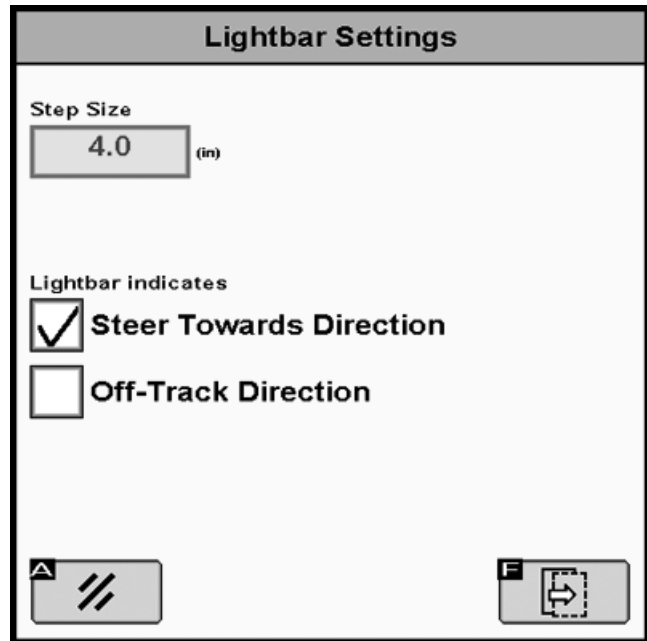 Lightbar Settings
Step Size
4.0 (in)
Lightbar indicates
Steer Towards Direction
Off-Track Direction
A F